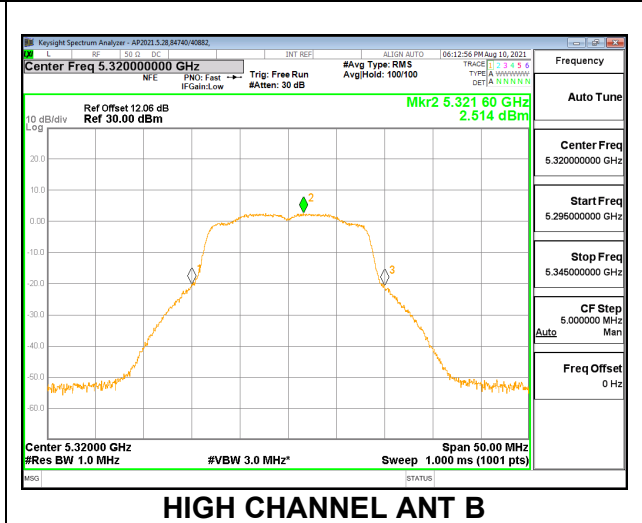 Keysight Spectrum Analyzer - AP2021.5.28,84740/40882,
L RF 50 Ω DC INT REF ALIGN AUTO 06:12:56 PM Aug 10, 2021
Center Freq 5.320000000 GHz
NFE PNO: Fast IFGain:Low
Trig: Free Run
#Atten: 30 dB
#Avg Type: RMS
Avg|Hold: 100/100
TRACE 1 2 3 4 5 6
TYPE A WWWWW
DET A N N N N N
Frequency
Auto Tune
Center Freq
5.320000000 GHz
Start Freq
5.295000000 GHz
Stop Freq
5.345000000 GHz
CF Step
5.000000 MHz
Auto Man
Freq Offset
0 Hz
Ref Offset 12.06 dB
10 dB/div Ref 30.00 dBm
Log
Mkr2 5.321 60 GHz
2.514 dBm
20.0
10.0
0.00
-10.0
-20.0
-30.0
-40.0
-50.0
-60.0
1
2
3
Center 5.32000 GHz Span 50.00 MHz
#Res BW 1.0 MHz #VBW 3.0 MHz* Sweep 1.000 ms (1001 pts)
MSG STATUS
HIGH CHANNEL ANT B